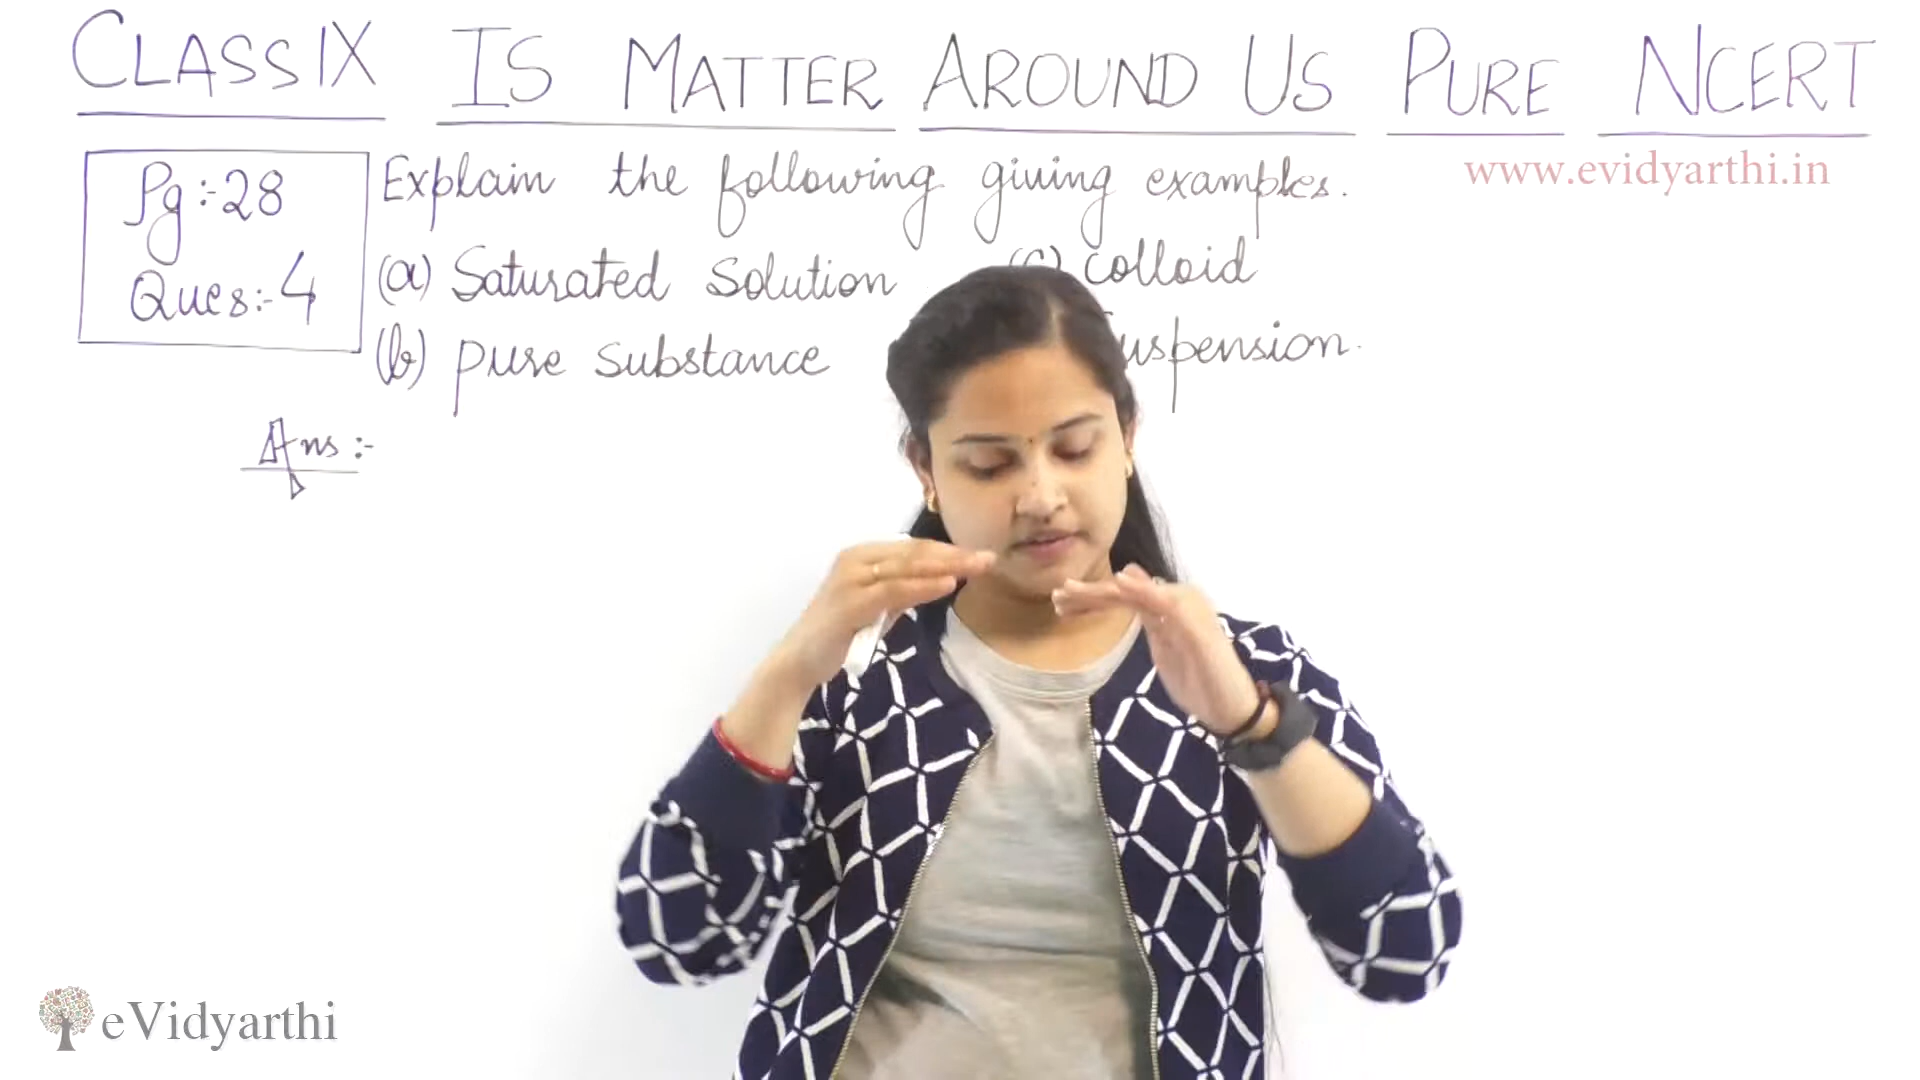 CLASS IX IS MATTER AROUND US PURE NCERT
www.evidyarthi.in
Pg:-28
Ques:-4
Explain the following giving examples.
(a) Saturated solution (c) colloid
(b) pure substance uspension.
Ans:-
eVidyarthi